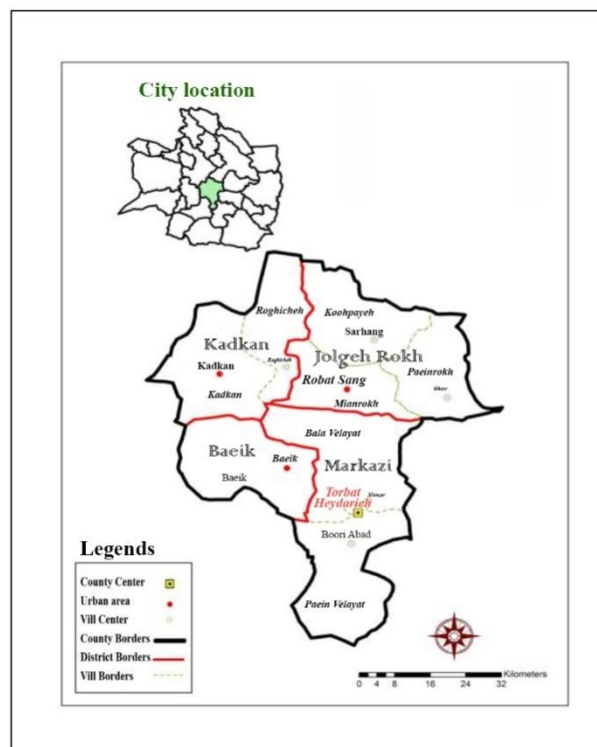 City location
Roghicheh
Koohpayeh
Sarhang
Kadkan
Jolgeh Rokh
Paeinrokh
Kadkan
Robat Sang
Kadkan
Mianrokh
Bala Velayat
Baeik
Baeik
Markazi
Baeik
Torbat
Heydarieh
Boori Abad
Paein Velayat
Legends
County Center
Urban area
Vill Center
County Borders
District Borders
Vill Borders
Kilometers
0 4 8 16 24 32